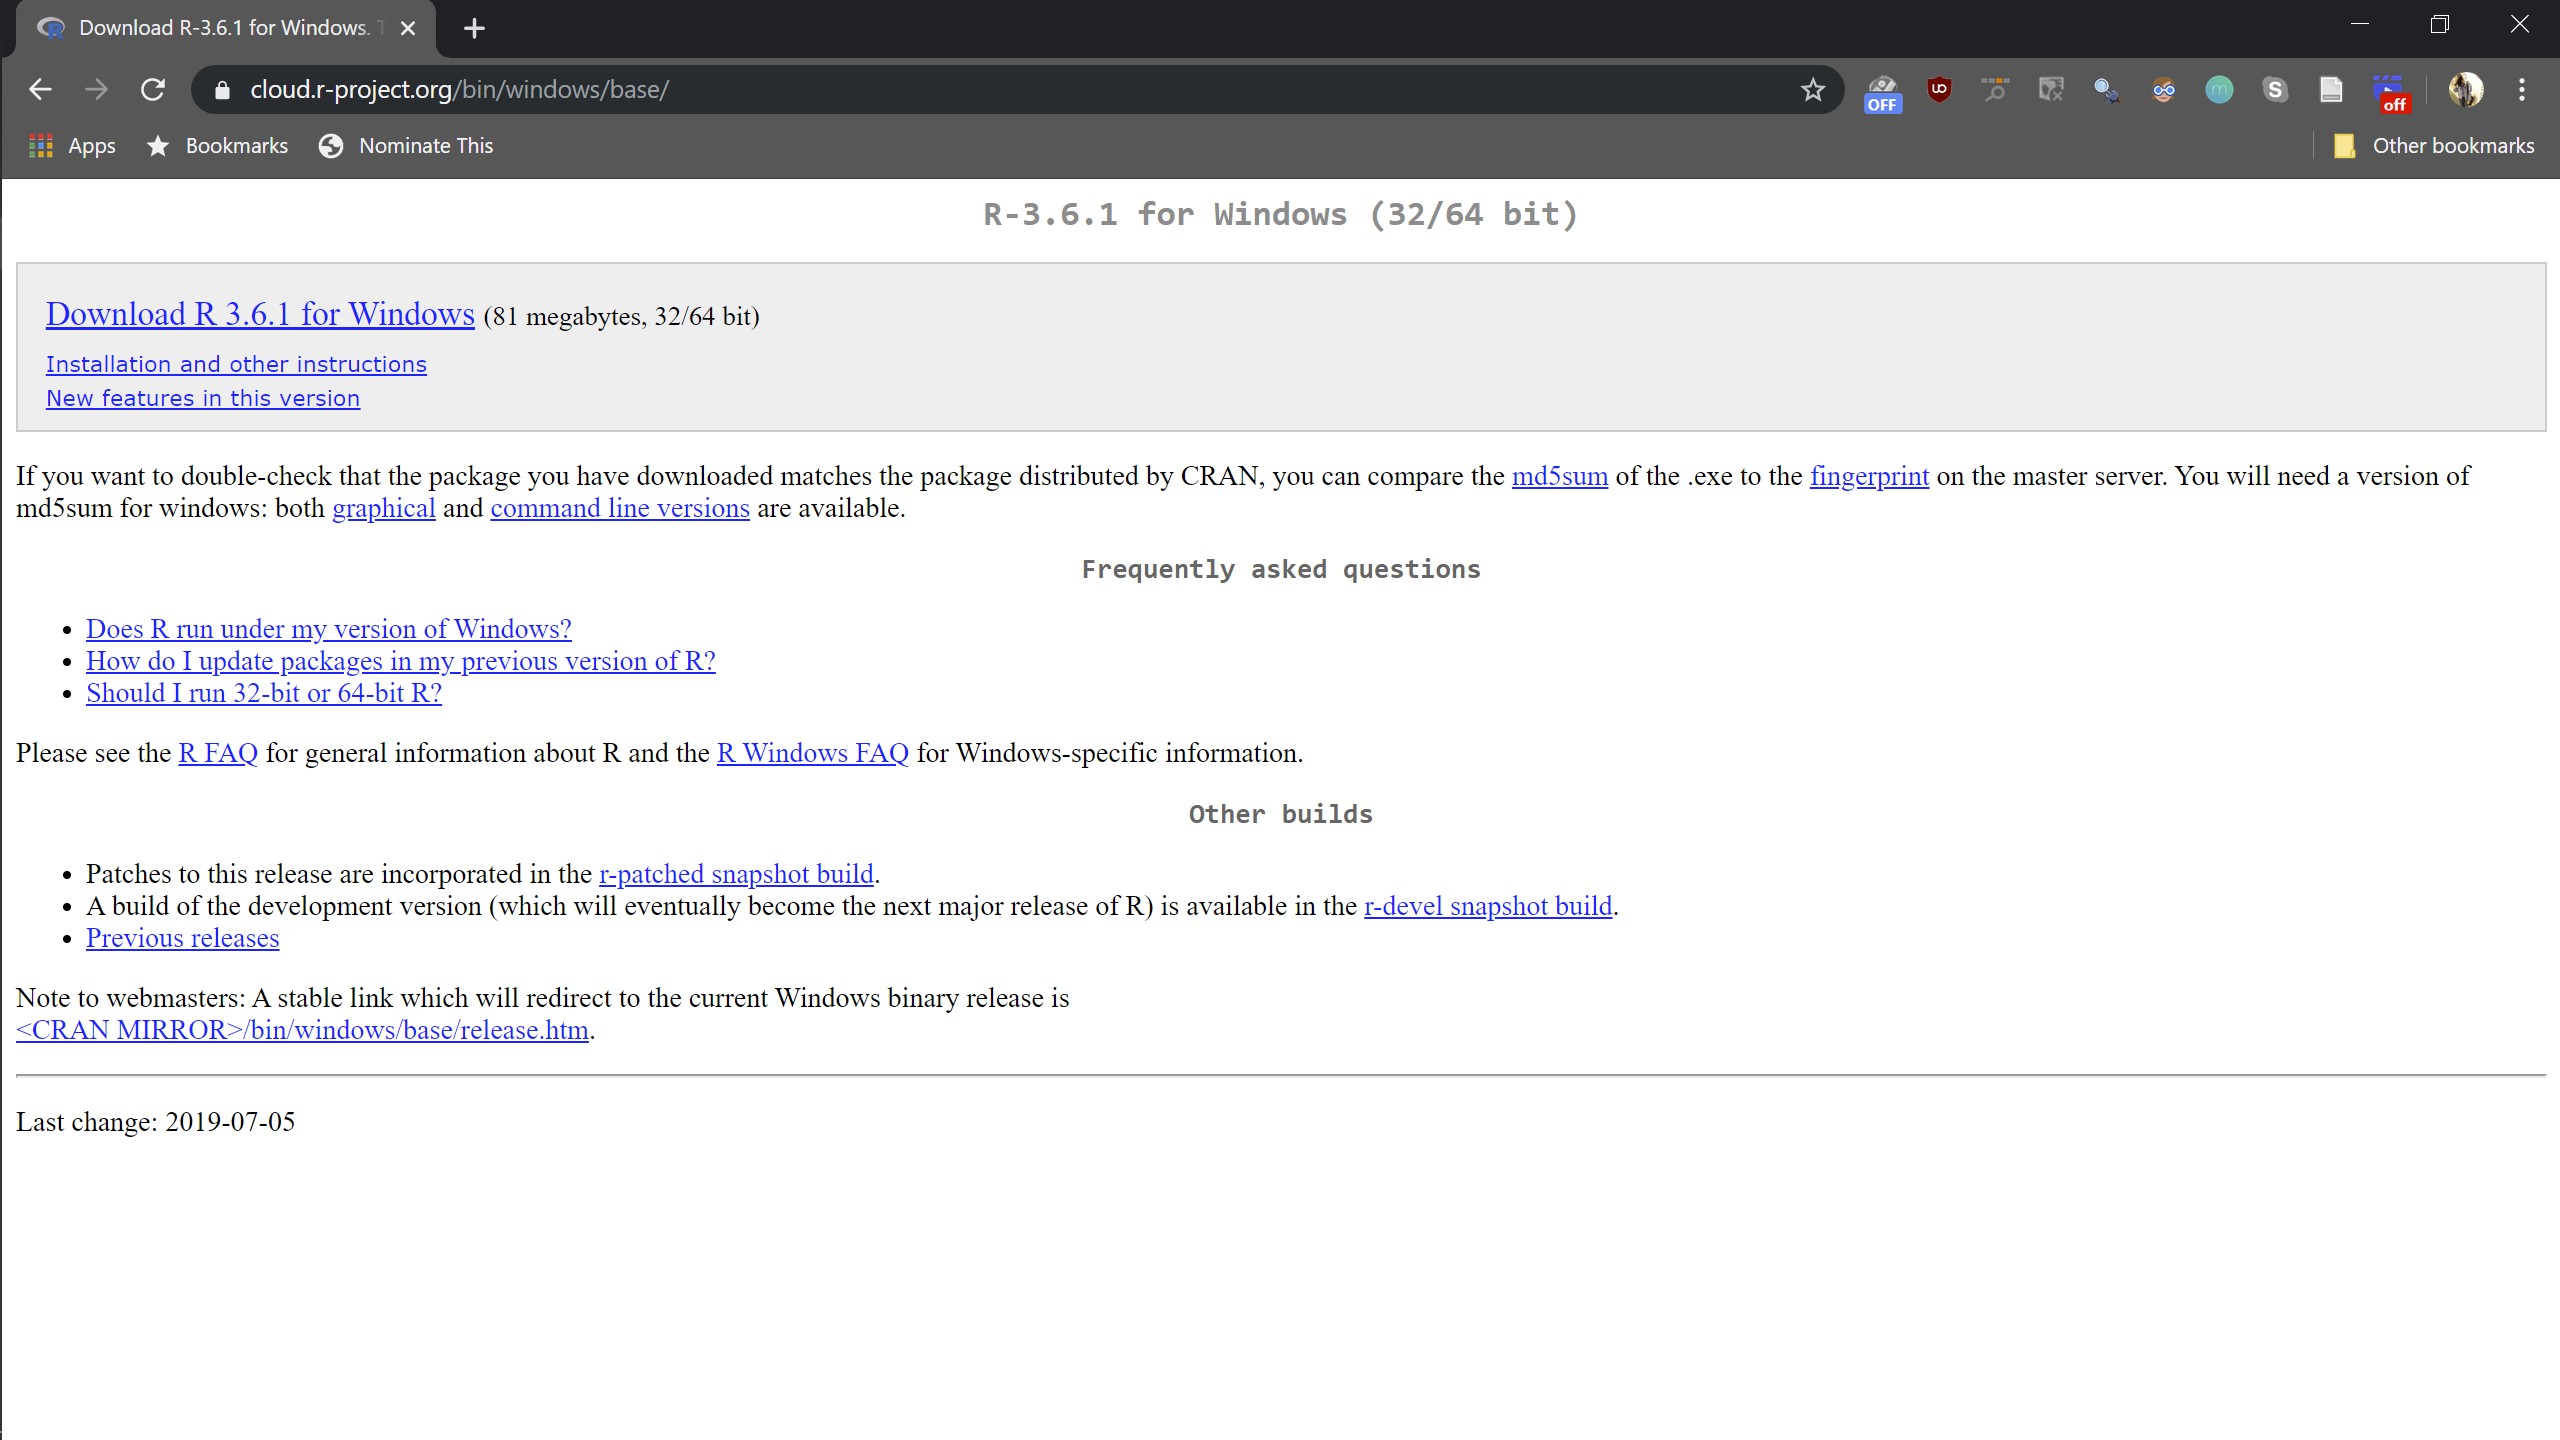 Download R-3.6.1 for Windows.
cloud.r-project.org/bin/windows/base/
OFF
UO
m
S
off
Apps
Bookmarks
Nominate This
Other bookmarks
R-3.6.1 for Windows (32/64 bit)
Download R 3.6.1 for Windows (81 megabytes, 32/64 bit)
Installation and other instructions
New features in this version
If you want to double-check that the package you have downloaded matches the package distributed by CRAN, you can compare the md5sum of the .exe to the fingerprint on the master server. You will need a version of
md5sum for windows: both graphical and command line versions are available.
Frequently asked questions
• Does R run under my version of Windows?
• How do I update packages in my previous version of R?
• Should I run 32-bit or 64-bit R?
Please see the R FAQ for general information about R and the R Windows FAQ for Windows-specific information.
Other builds
• Patches to this release are incorporated in the r-patched snapshot build.
• A build of the development version (which will eventually become the next major release of R) is available in the r-devel snapshot build.
• Previous releases
Note to webmasters: A stable link which will redirect to the current Windows binary release is
<CRAN MIRROR>/bin/windows/base/release.htm.
Last change: 2019-07-05